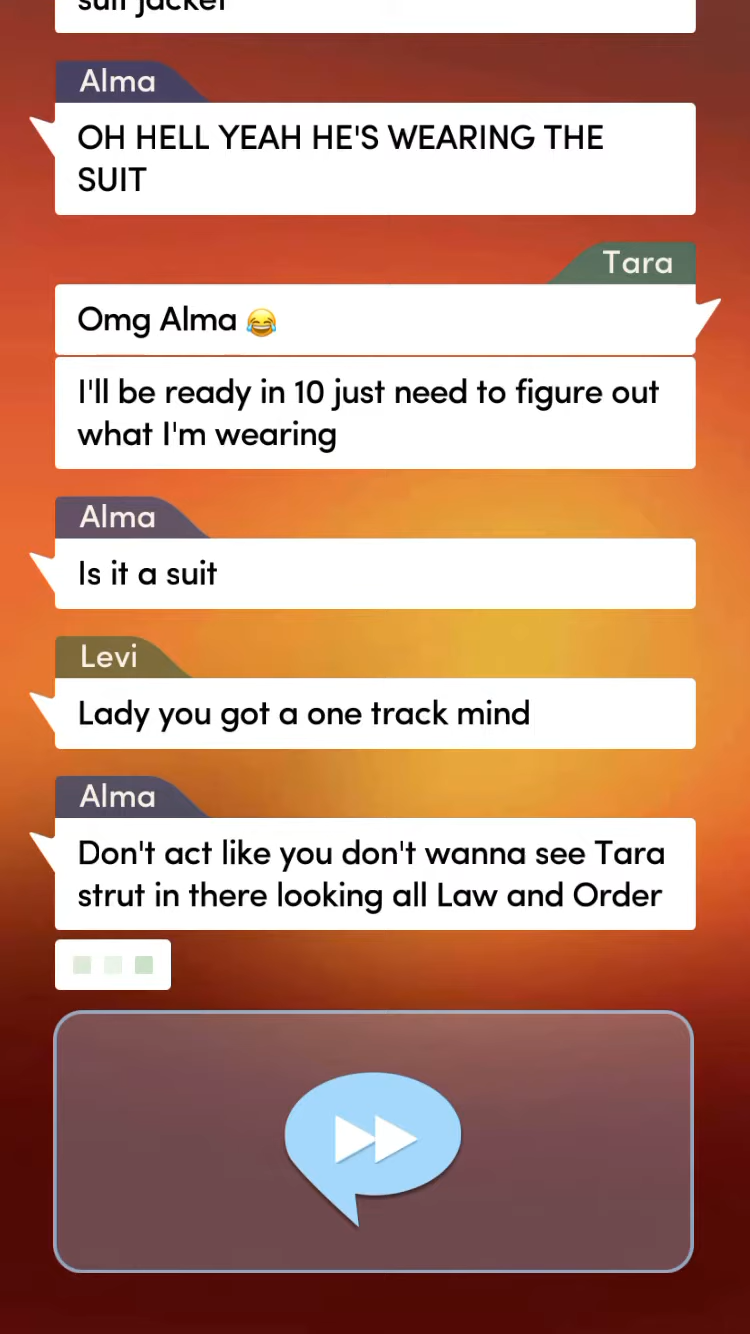 suit jacket
Alma
OH HELL YEAH HE'S WEARING THE
SUIT
Tara
Omg Alma 😂
I'll be ready in 10 just need to figure out
what I'm wearing
Alma
Is it a suit
Levi
Lady you got a one track mind
Alma
Don't act like you don't wanna see Tara
strut in there looking all Law and Order